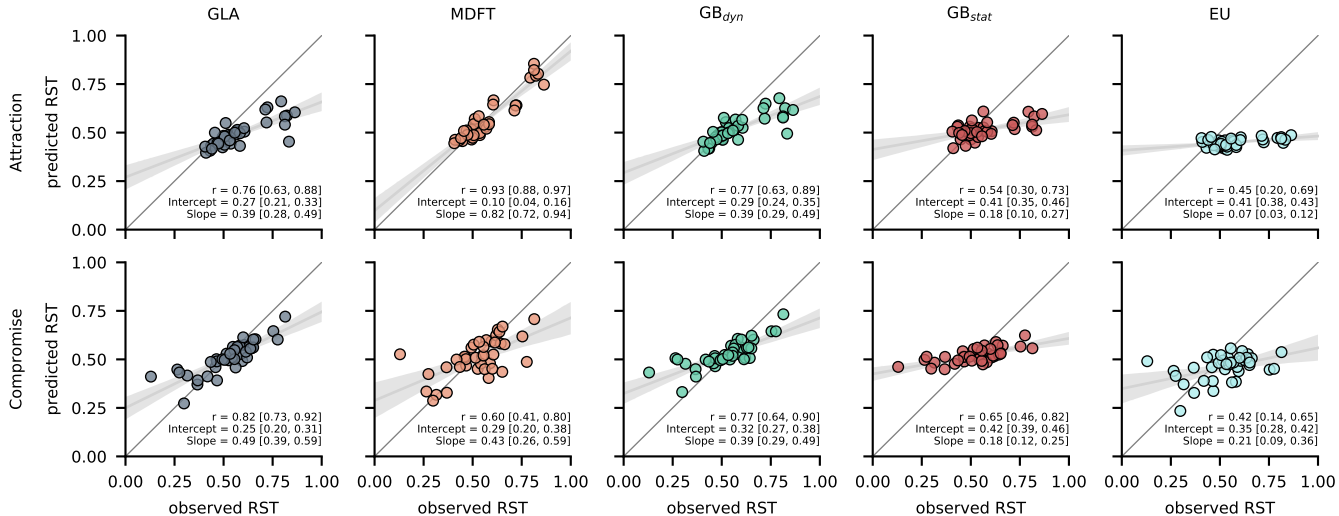 GLA MDFT GB_dyn GB_stat EU
Attraction
predicted RST
1.00
0.75
0.50
0.25
0.00
r = 0.76 [0.63, 0.88]
Intercept = 0.27 [0.21, 0.33]
Slope = 0.39 [0.28, 0.49]
r = 0.93 [0.88, 0.97]
Intercept = 0.10 [0.04, 0.16]
Slope = 0.82 [0.72, 0.94]
r = 0.77 [0.63, 0.89]
Intercept = 0.29 [0.24, 0.35]
Slope = 0.39 [0.29, 0.49]
r = 0.54 [0.30, 0.73]
Intercept = 0.41 [0.35, 0.46]
Slope = 0.18 [0.10, 0.27]
r = 0.45 [0.20, 0.69]
Intercept = 0.41 [0.38, 0.43]
Slope = 0.07 [0.03, 0.12]
Compromise
predicted RST
1.00
0.75
0.50
0.25
0.00
r = 0.82 [0.73, 0.92]
Intercept = 0.25 [0.20, 0.31]
Slope = 0.49 [0.39, 0.59]
r = 0.60 [0.41, 0.80]
Intercept = 0.29 [0.20, 0.38]
Slope = 0.43 [0.26, 0.59]
r = 0.77 [0.64, 0.90]
Intercept = 0.32 [0.27, 0.38]
Slope = 0.39 [0.29, 0.49]
r = 0.65 [0.46, 0.82]
Intercept = 0.42 [0.39, 0.46]
Slope = 0.18 [0.12, 0.25]
r = 0.42 [0.14, 0.65]
Intercept = 0.35 [0.28, 0.42]
Slope = 0.21 [0.09, 0.36]
0.00 0.25 0.50 0.75 1.00 0.00 0.25 0.50 0.75 1.00 0.00 0.25 0.50 0.75 1.00 0.00 0.25 0.50 0.75 1.00 0.00 0.25 0.50 0.75 1.00
observed RST observed RST observed RST observed RST observed RST